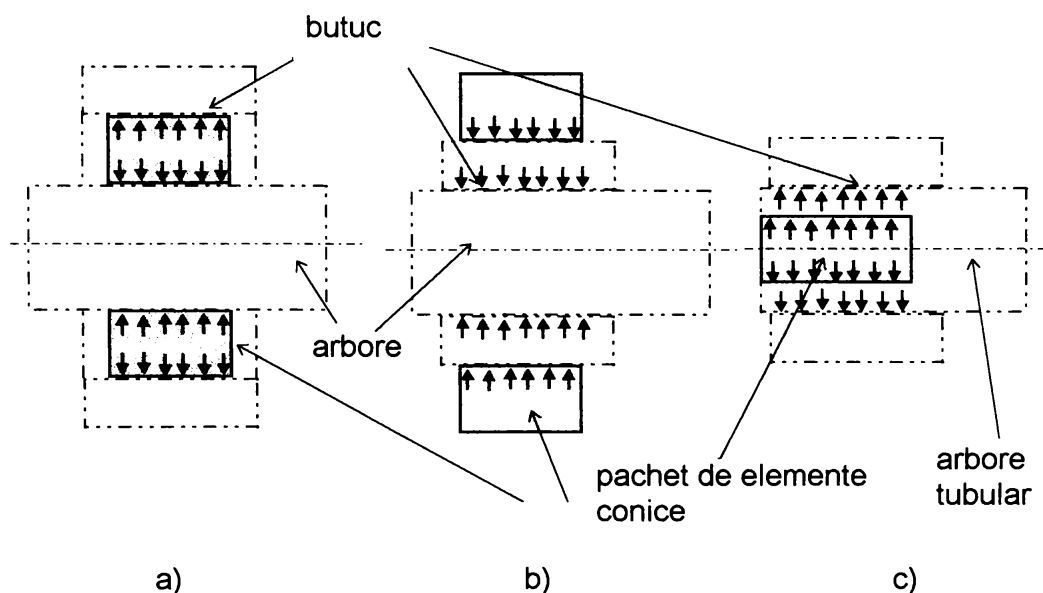 butuc
arbore
pachet de elemente
conice
arbore
tubular
a)
b)
c)